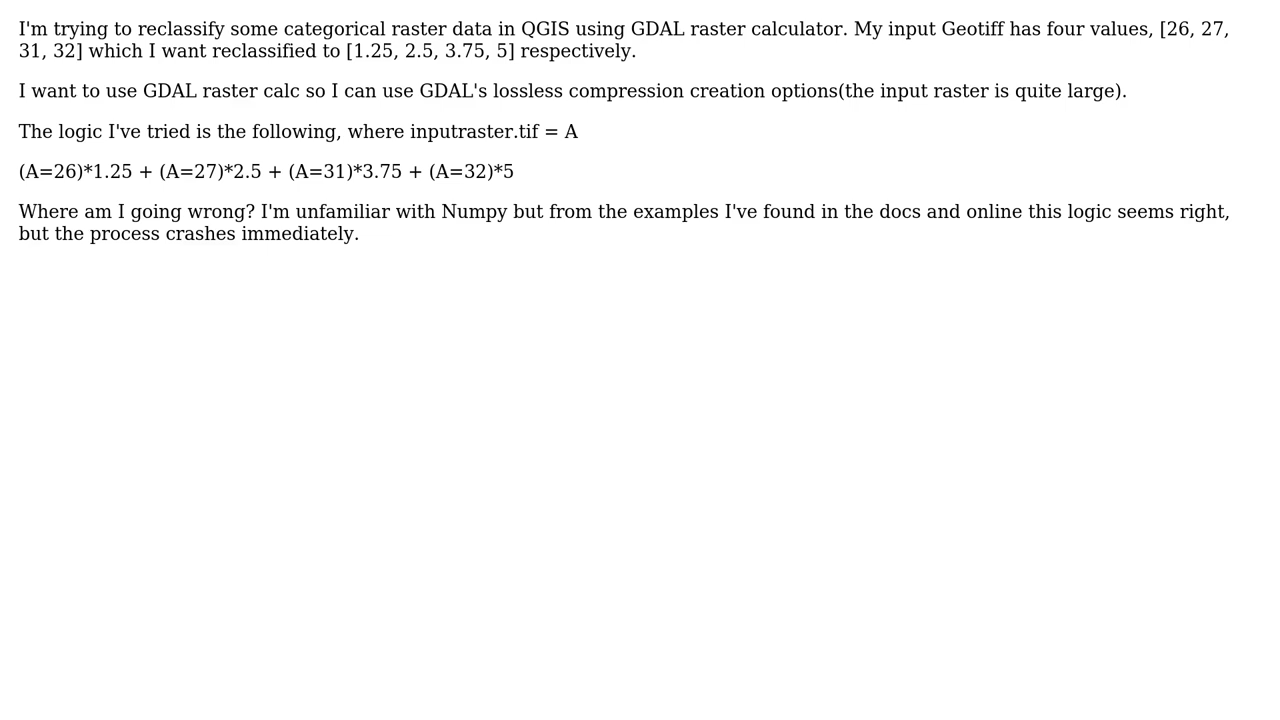 I'm trying to reclassify some categorical raster data in QGIS using GDAL raster calculator. My input Geotiff has four values, [26, 27,
31, 32] which I want reclassified to [1.25, 2.5, 3.75, 5] respectively.
I want to use GDAL raster calc so I can use GDAL's lossless compression creation options(the input raster is quite large).
The logic I've tried is the following, where inputraster.tif = A
(A=26)*1.25 + (A=27)*2.5 + (A=31)*3.75 + (A=32)*5
Where am I going wrong? I'm unfamiliar with Numpy but from the examples I've found in the docs and online this logic seems right,
but the process crashes immediately.